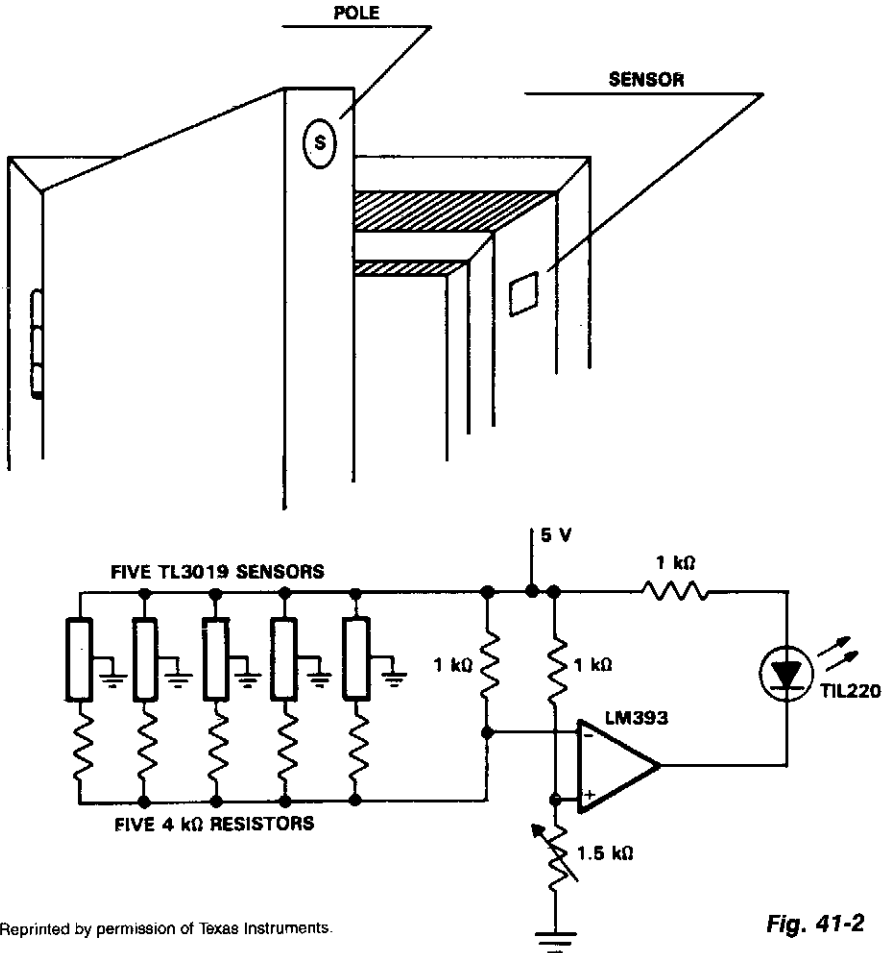 POLE
SENSOR
S
5 V
FIVE TL3019 SENSORS
1 kΩ
1 kΩ
1 kΩ
TIL220
LM393
-
+
FIVE 4 kΩ RESISTORS
1.5 kΩ
Reprinted by permission of Texas Instruments.
Fig. 41-2